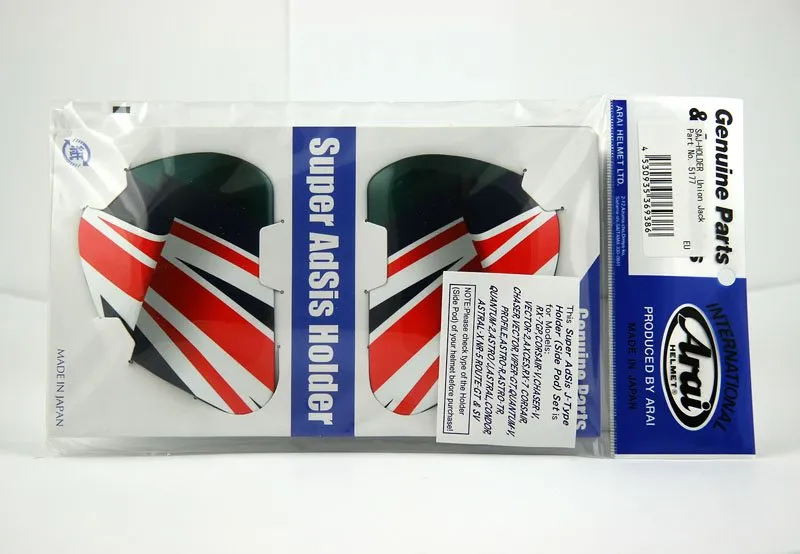 Super AdSis Holder
MADE IN JAPAN
This Super AdSis J-Type
Holder (Side Pod) Set is
for Models:
RX-7GP,CORSAIR-V,CHASER-V,
VECTOR-2,AXCES,RX-7 CORSAIR,
CHASER,VECTOR,VIPER-GT,QUANTUM-V,
PROFILE,ASTRO-R,ASTRO-TR,
QUANTUM-2,ASTRO-J,ASTRAL,CONDOR,
ASTRAL-X,NR-5 ROUTE-GT & SV
NOTE:Please check type of the Holder
(Side Pod) of your helmet before purchase!
Genuine Parts
ARAI HELMET LTD.
Genuine Parts
&
SAJ-HOLDER Union Jack
Part No. 5177
4 530935 369386
EU
S
INTERNATIONAL
Arai
HELMET®
PRODUCED BY ARAI
MADE IN JAPAN